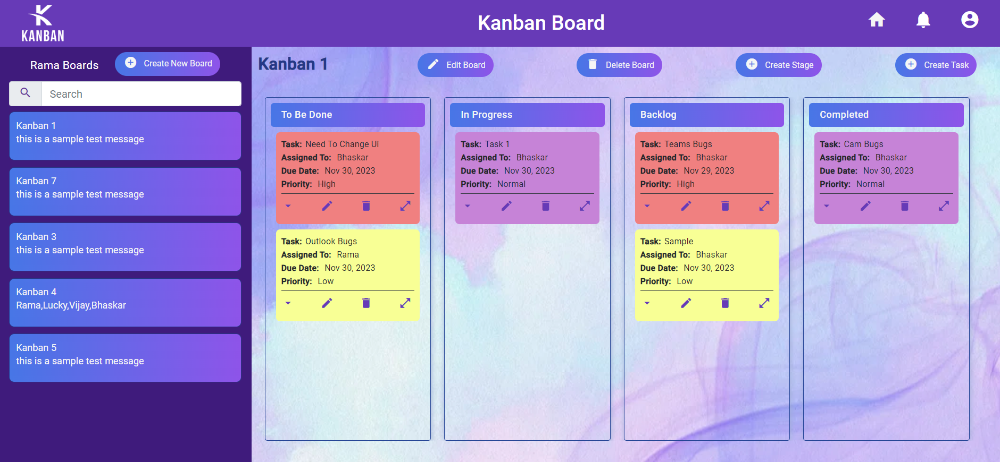 KANBAN
Kanban Board
Rama Boards
Create New Board
Search
Kanban 1
this is a sample test message
Kanban 7
this is a sample test message
Kanban 3
this is a sample test message
Kanban 4
Rama,Lucky,Vijay,Bhaskar
Kanban 5
this is a sample test message
Kanban 1
Edit Board
Delete Board
Create Stage
Create Task
To Be Done
Task: Need To Change Ui
Assigned To: Bhaskar
Due Date: Nov 30, 2023
Priority: High
Task: Outlook Bugs
Assigned To: Rama
Due Date: Nov 30, 2023
Priority: Low
In Progress
Task: Task 1
Assigned To: Bhaskar
Due Date: Nov 30, 2023
Priority: Normal
Backlog
Task: Teams Bugs
Assigned To: Bhaskar
Due Date: Nov 29, 2023
Priority: High
Task: Sample
Assigned To: Bhaskar
Due Date: Nov 30, 2023
Priority: Low
Completed
Task: Cam Bugs
Assigned To: Bhaskar
Due Date: Nov 30, 2023
Priority: Normal